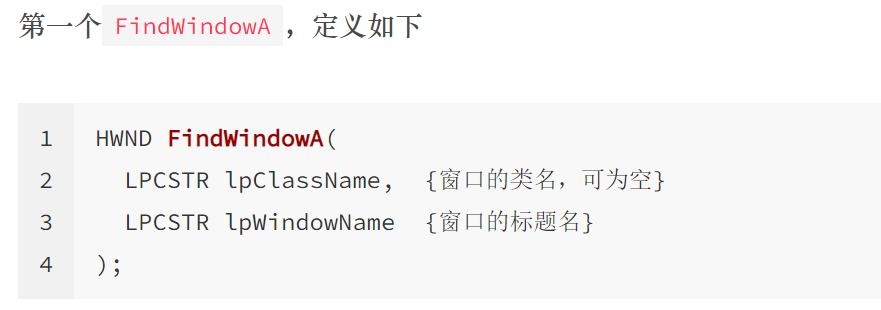 第一个 FindWindowA ，定义如下
1 HWND FindWindowA(
2 LPCSTR lpClassName, {窗口的类名，可为空}
3 LPCSTR lpWindowName {窗口的标题名}
4 );